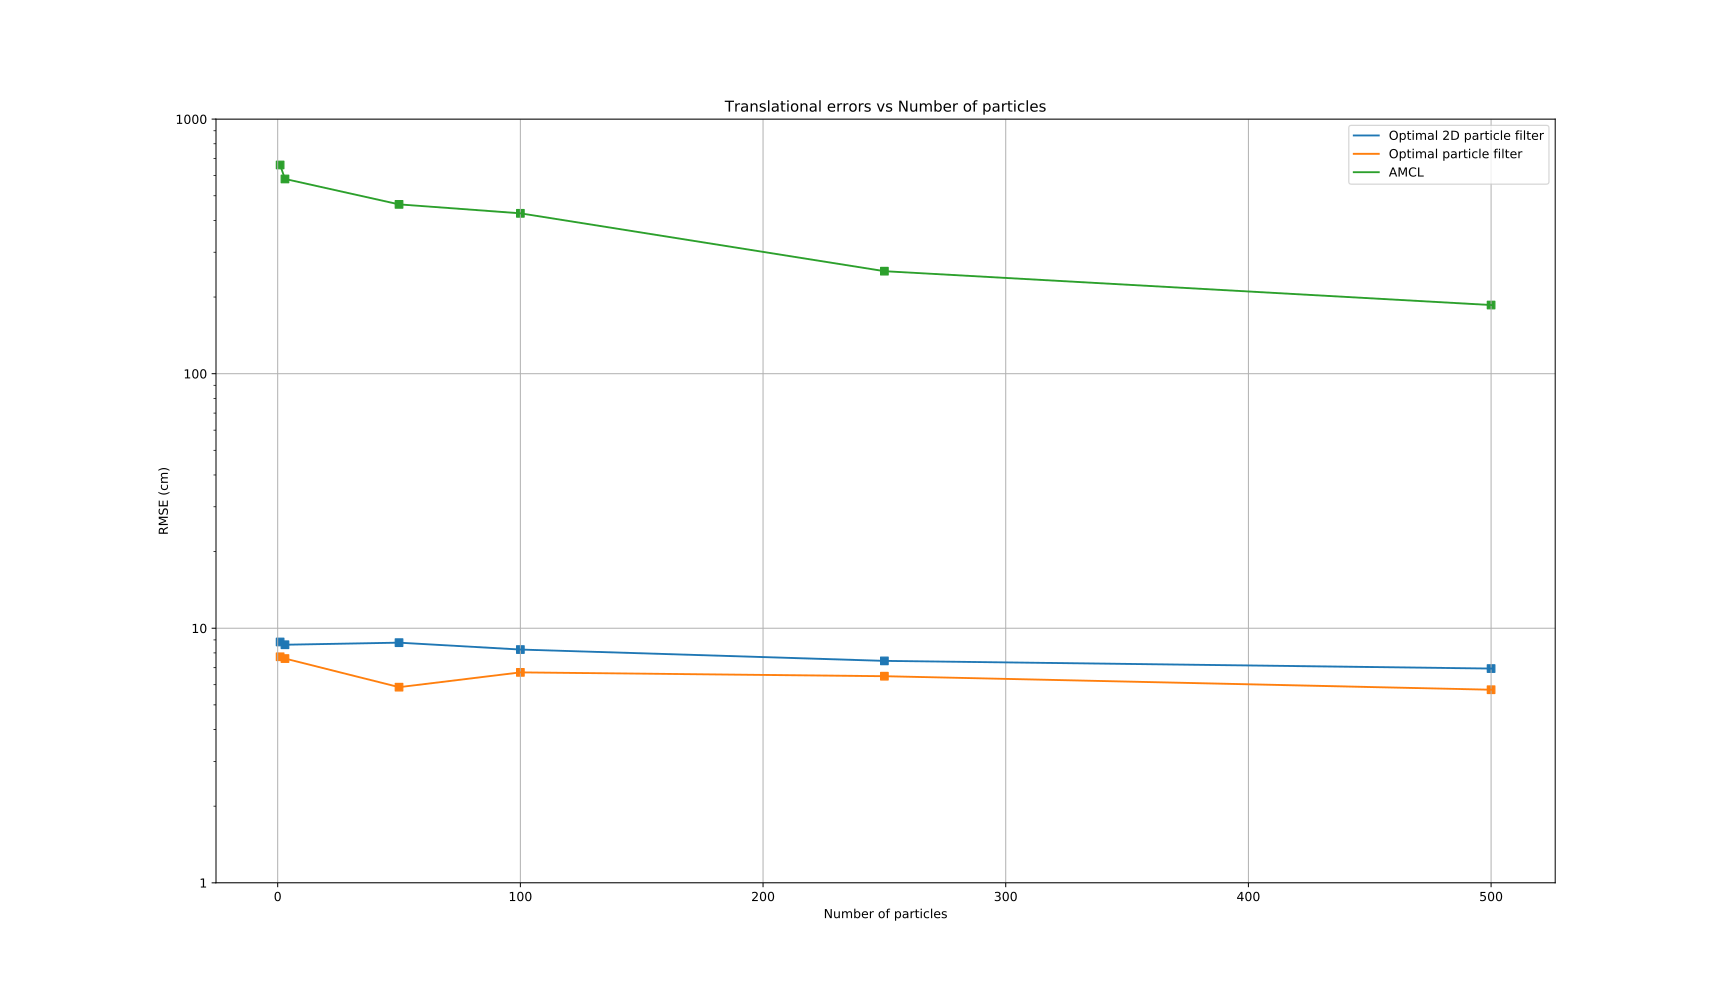 Translational errors vs Number of particles
1000
100
10
1
RMSE (cm)
Optimal 2D particle filter
Optimal particle filter
AMCL
0 100 200 300 400 500
Number of particles